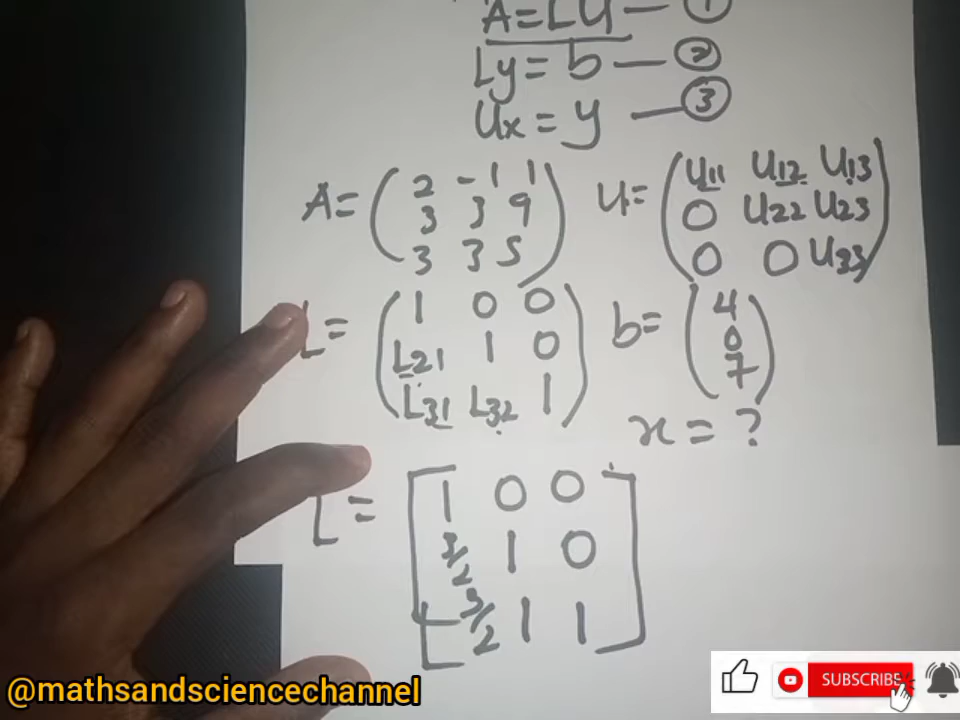 A=LU — ①
Ly = b — ②
Ux = y — ③
A= ( 2 -1 1 U= ( U11 U12 U13
3 3 9 0 U22 U23
3 3 5 ) 0 0 U33 )
L= ( 1 0 0 b= ( 4
L21 1 0 0
L31 L32 1 ) 7 )
x = ?
L = [ 1 0 0
3/2 1 0
3/2 1 1 ]
SUBSCRIBE
@mathsandsciencechannel